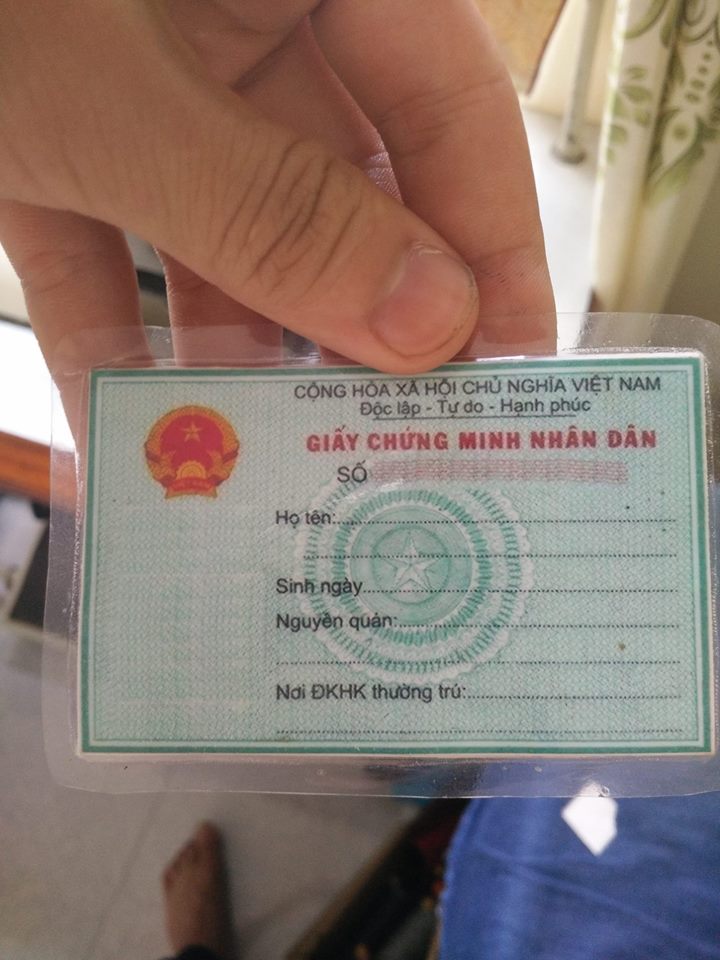 CỘNG HÒA XÃ HỘI CHỦ NGHĨA VIỆT NAM
Độc lập - Tự do - Hạnh phúc
GIẤY CHỨNG MINH NHÂN DÂN
SỐ
Họ tên:
Sinh ngày
Nguyên quán:
Nơi ĐKHK thường trú: